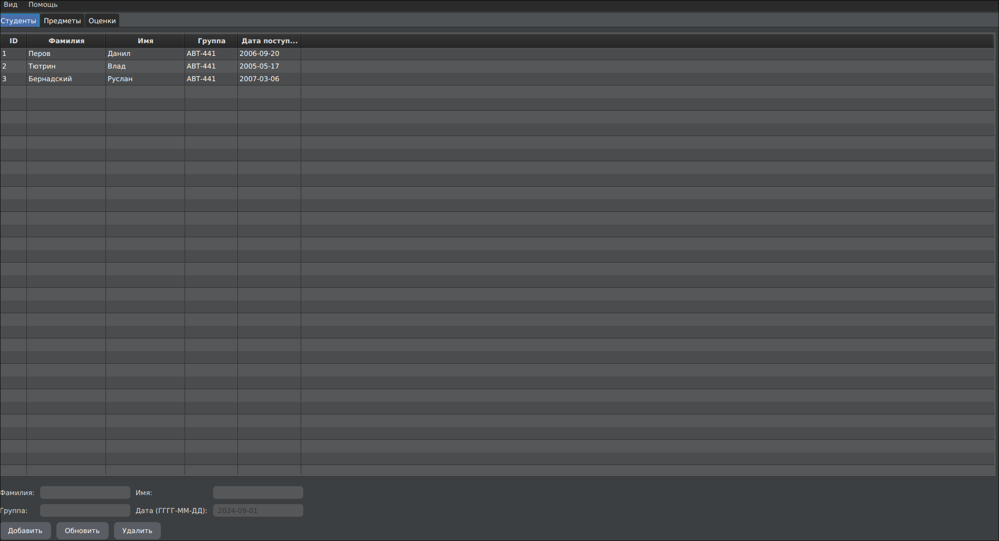 Вид Помощь
Студенты Предметы Оценки
ID Фамилия Имя Группа Дата поступ...
1 Перов Данил АВТ-441 2006-09-20
2 Тютрин Влад АВТ-441 2005-05-17
3 Бернадский Руслан АВТ-441 2007-03-06
Фамилия: Имя:
Группа: Дата (ГГГГ-ММ-ДД): 2024-09-01
Добавить Обновить Удалить